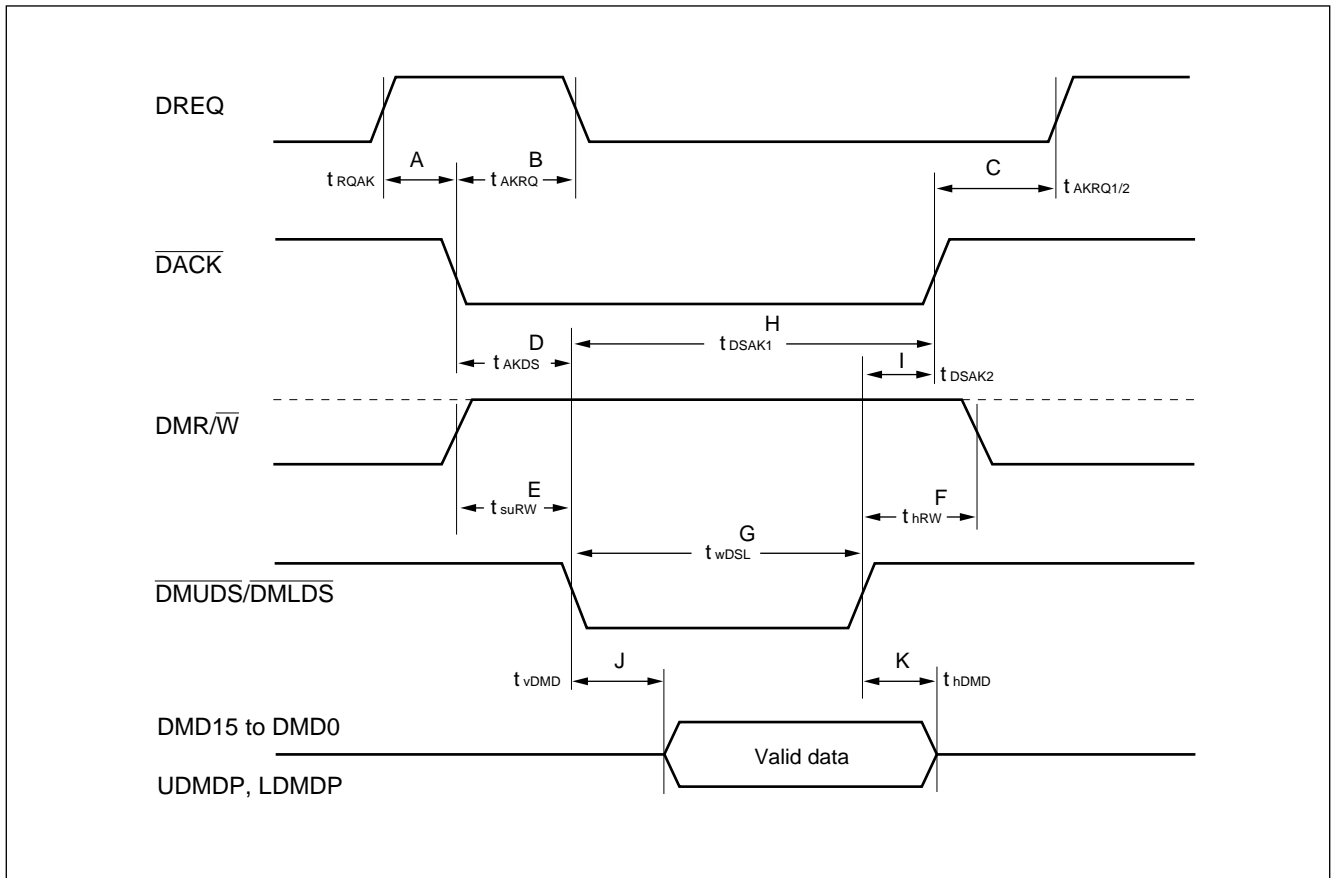 DREQ
A
B
C
t RQAK
t AKRQ
t AKRQ1/2
DACK
D
H
I
t AKDS
t DSAK1
t DSAK2
DMR/W
E
F
t suRW
t hRW
G
t wDSL
DMUDS/DMLDS
J
K
t vDMD
t hDMD
DMD15 to DMD0
Valid data
UDMDP, LDMDP